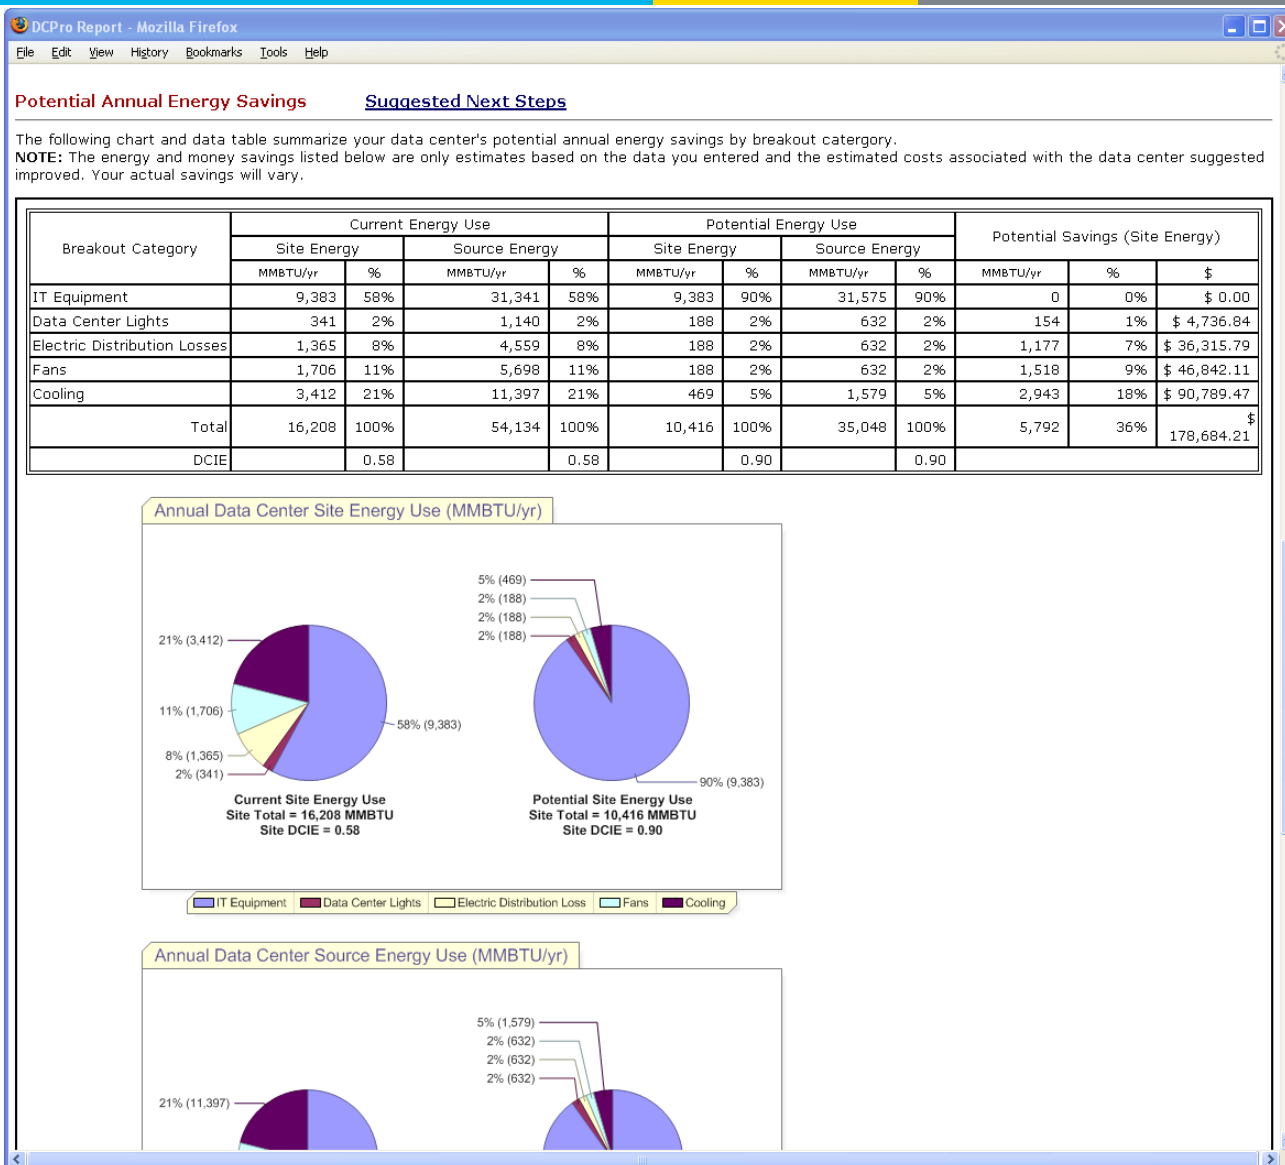 DCPro Report - Mozilla Firefox
File Edit View History Bookmarks Tools Help
Potential Annual Energy Savings Suggested Next Steps
The following chart and data table summarize your data center's potential annual energy savings by breakout catergory.
NOTE: The energy and money savings listed below are only estimates based on the data you entered and the estimated costs associated with the data center suggested
improved. Your actual savings will vary.
Breakout Category Current Energy Use Potential Energy Use Potential Savings (Site Energy)
Site Energy Source Energy Site Energy Source Energy
MMBTU/yr % MMBTU/yr % MMBTU/yr % MMBTU/yr % MMBTU/yr % $
IT Equipment 9,383 58% 31,341 58% 9,383 90% 31,575 90% 0 0% $ 0.00
Data Center Lights 341 2% 1,140 2% 188 2% 632 2% 154 1% $ 4,736.84
Electric Distribution Losses 1,365 8% 4,559 8% 188 2% 632 2% 1,177 7% $ 36,315.79
Fans 1,706 11% 5,698 11% 188 2% 632 2% 1,518 9% $ 46,842.11
Cooling 3,412 21% 11,397 21% 469 5% 1,579 5% 2,943 18% $ 90,789.47
Total 16,208 100% 54,134 100% 10,416 100% 35,048 100% 5,792 36% $ 178,684.21
DCIE 0.58 0.58 0.90 0.90
Annual Data Center Site Energy Use (MMBTU/yr)
21% (3,412)
11% (1,706)
8% (1,365)
2% (341)
58% (9,383)
Current Site Energy Use
Site Total = 16,208 MMBTU
Site DCIE = 0.58
5% (469)
2% (188)
2% (188)
2% (188)
90% (9,383)
Potential Site Energy Use
Site Total = 10,416 MMBTU
Site DCIE = 0.90
IT Equipment Data Center Lights Electric Distribution Loss Fans Cooling
Annual Data Center Source Energy Use (MMBTU/yr)
21% (11,397)
5% (1,579)
2% (632)
2% (632)
2% (632)